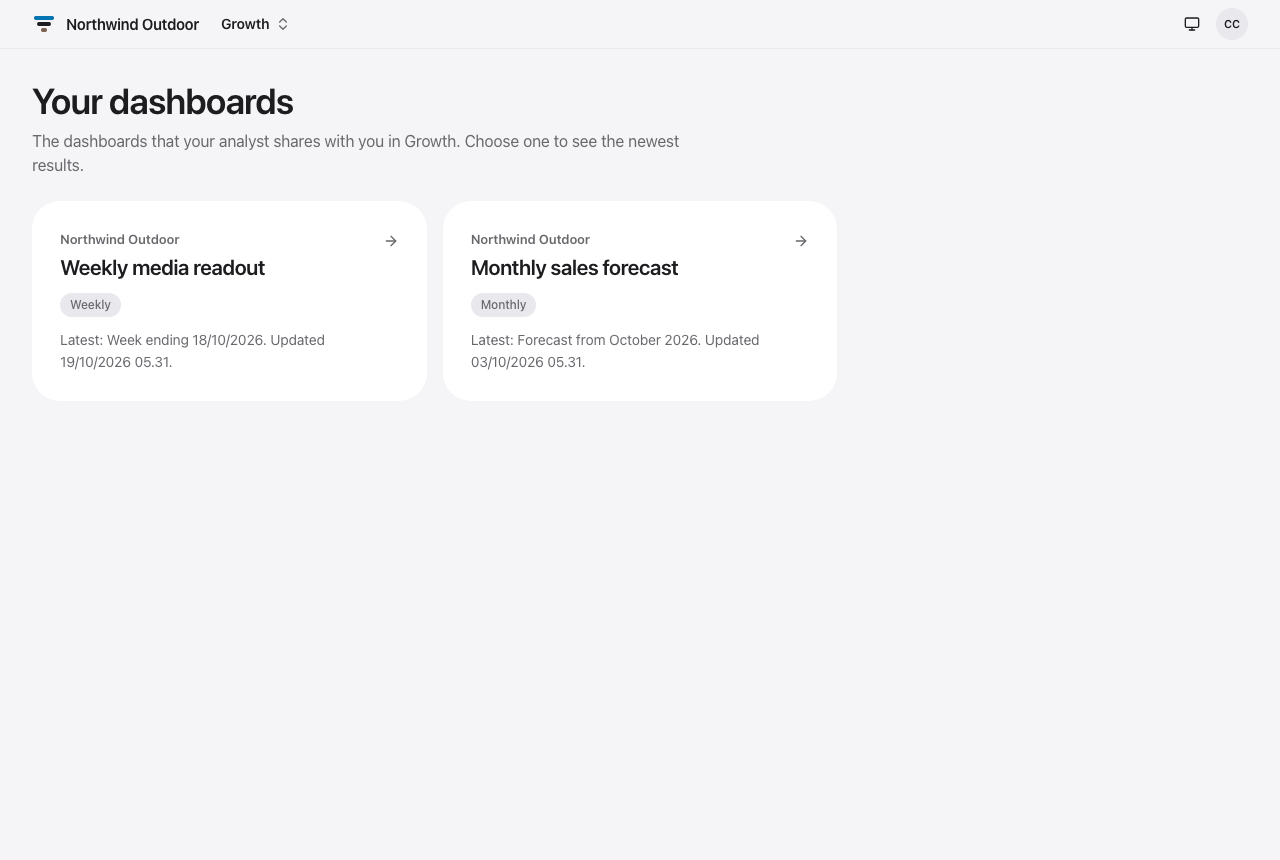 Northwind Outdoor
Growth
CC
Your dashboards
The dashboards that your analyst shares with you in Growth. Choose one to see the newest
results.
Northwind Outdoor
Weekly media readout
Weekly
Latest: Week ending 18/10/2026. Updated
19/10/2026 05.31.
Northwind Outdoor
Monthly sales forecast
Monthly
Latest: Forecast from October 2026. Updated
03/10/2026 05.31.